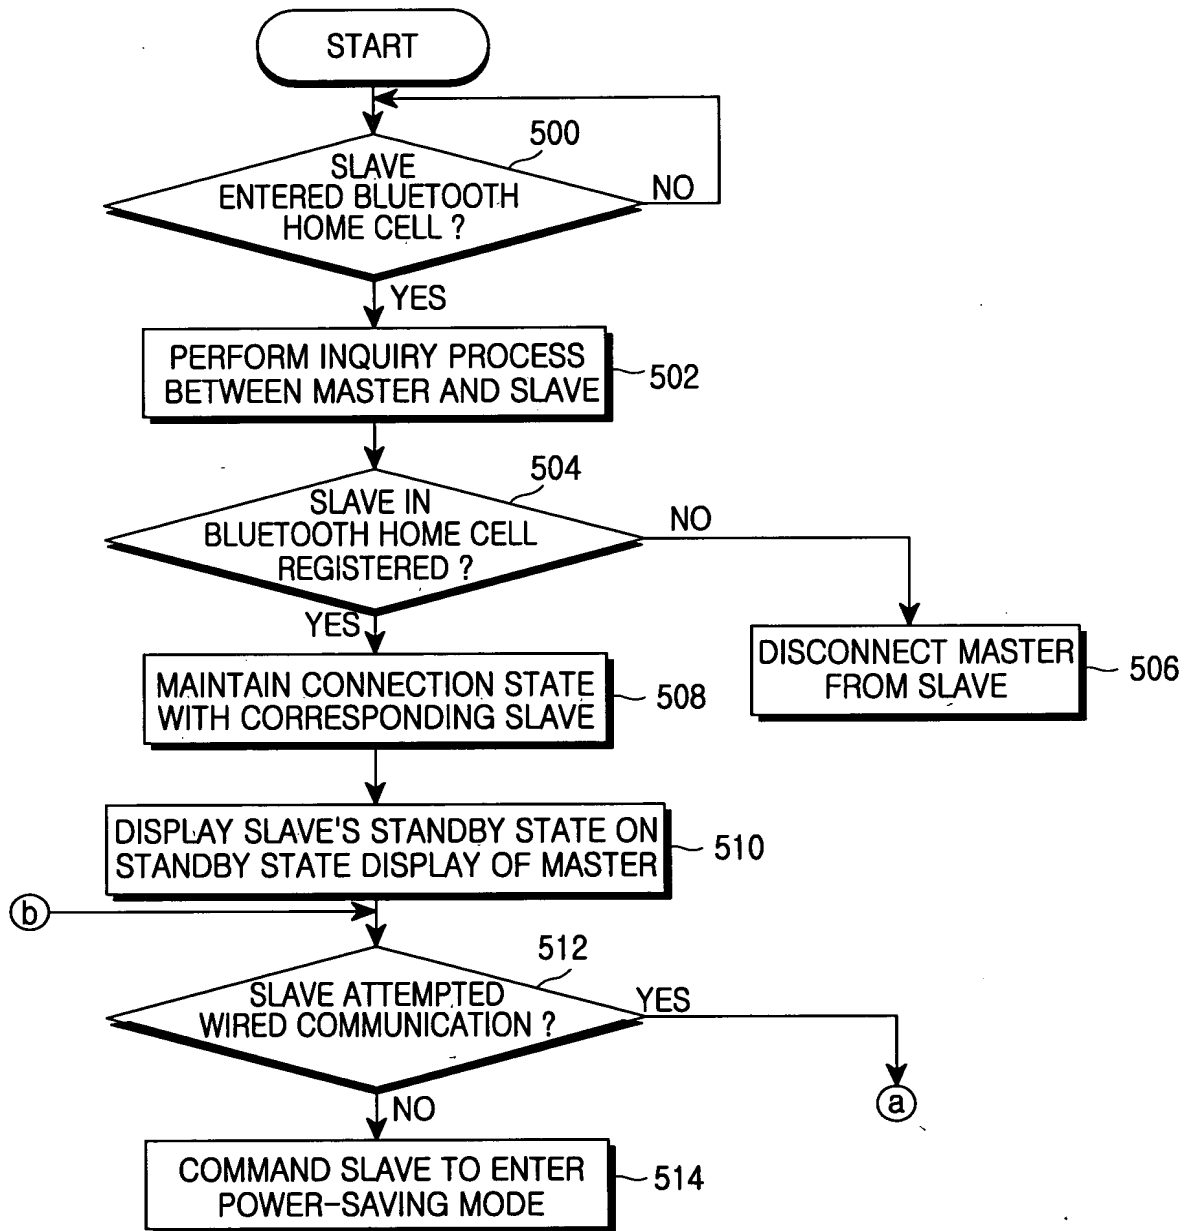 START
500
SLAVE
ENTERED BLUETOOTH
HOME CELL ?
NO
YES
PERFORM INQUIRY PROCESS
BETWEEN MASTER AND SLAVE
502
504
SLAVE IN
BLUETOOTH HOME CELL
REGISTERED ?
NO
YES
DISCONNECT MASTER
FROM SLAVE
506
MAINTAIN CONNECTION STATE
WITH CORRESPONDING SLAVE
508
DISPLAY SLAVE'S STANDBY STATE ON
STANDBY STATE DISPLAY OF MASTER
510
b
512
SLAVE ATTEMPTED
WIRED COMMUNICATION ?
YES
a
NO
COMMAND SLAVE TO ENTER
POWER-SAVING MODE
514